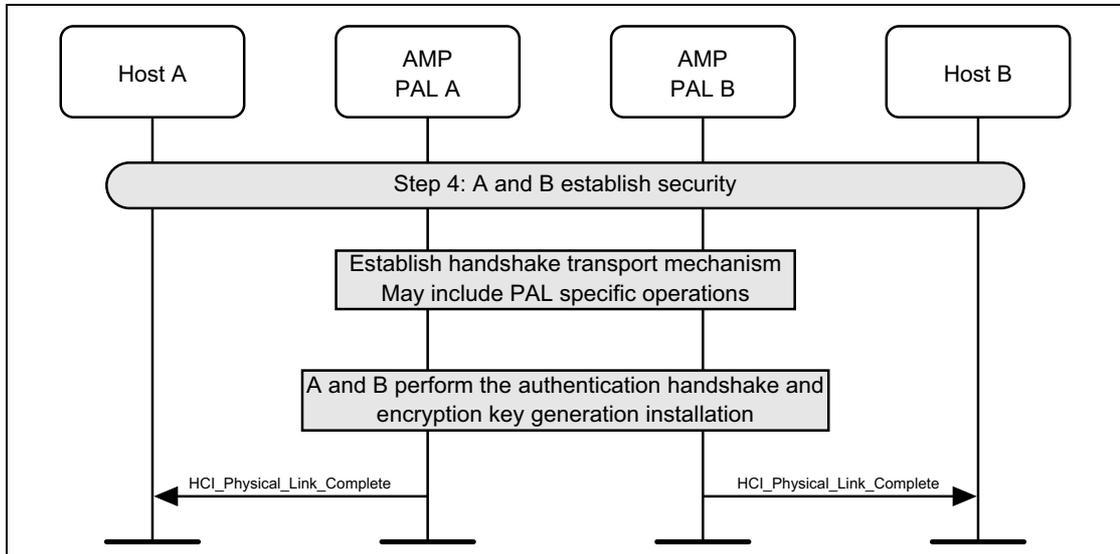 Host A
AMP
PAL A
AMP
PAL B
Host B
Step 4: A and B establish security
Establish handshake transport mechanism
May include PAL specific operations
A and B perform the authentication handshake and
encryption key generation installation
HCI_Physical_Link_Complete
HCI_Physical_Link_Complete